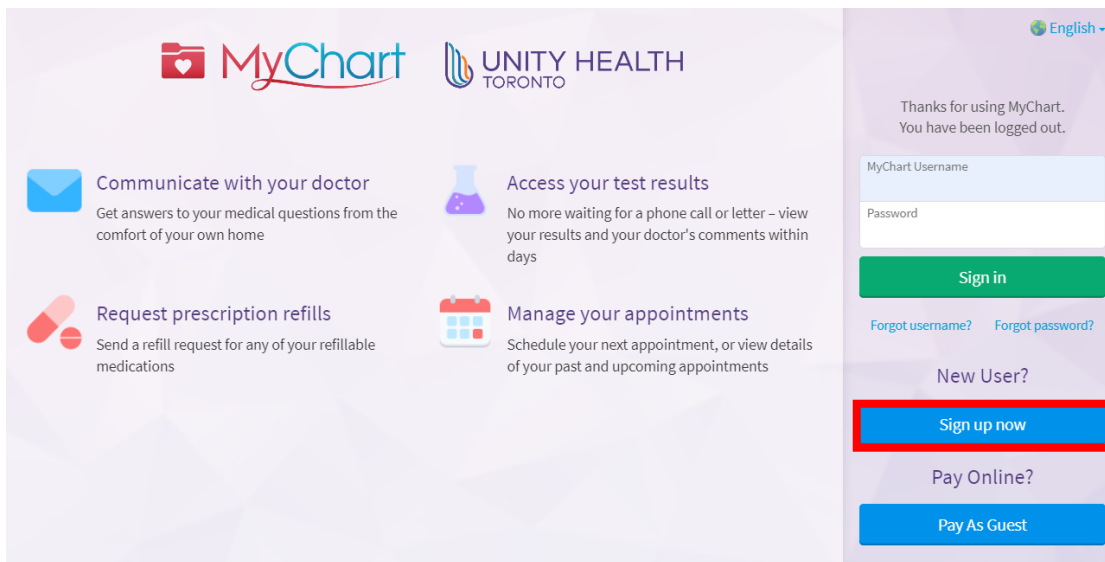 MyChart
UNITY HEALTH
TORONTO
Communicate with your doctor
Get answers to your medical questions from the
comfort of your own home
Access your test results
No more waiting for a phone call or letter – view
your results and your doctor's comments within
days
Request prescription refills
Send a refill request for any of your refillable
medications
Manage your appointments
Schedule your next appointment, or view details
of your past and upcoming appointments
English
Thanks for using MyChart.
You have been logged out.
MyChart Username
Password
Sign in
Forgot username? Forgot password?
New User?
Sign up now
Pay Online?
Pay As Guest